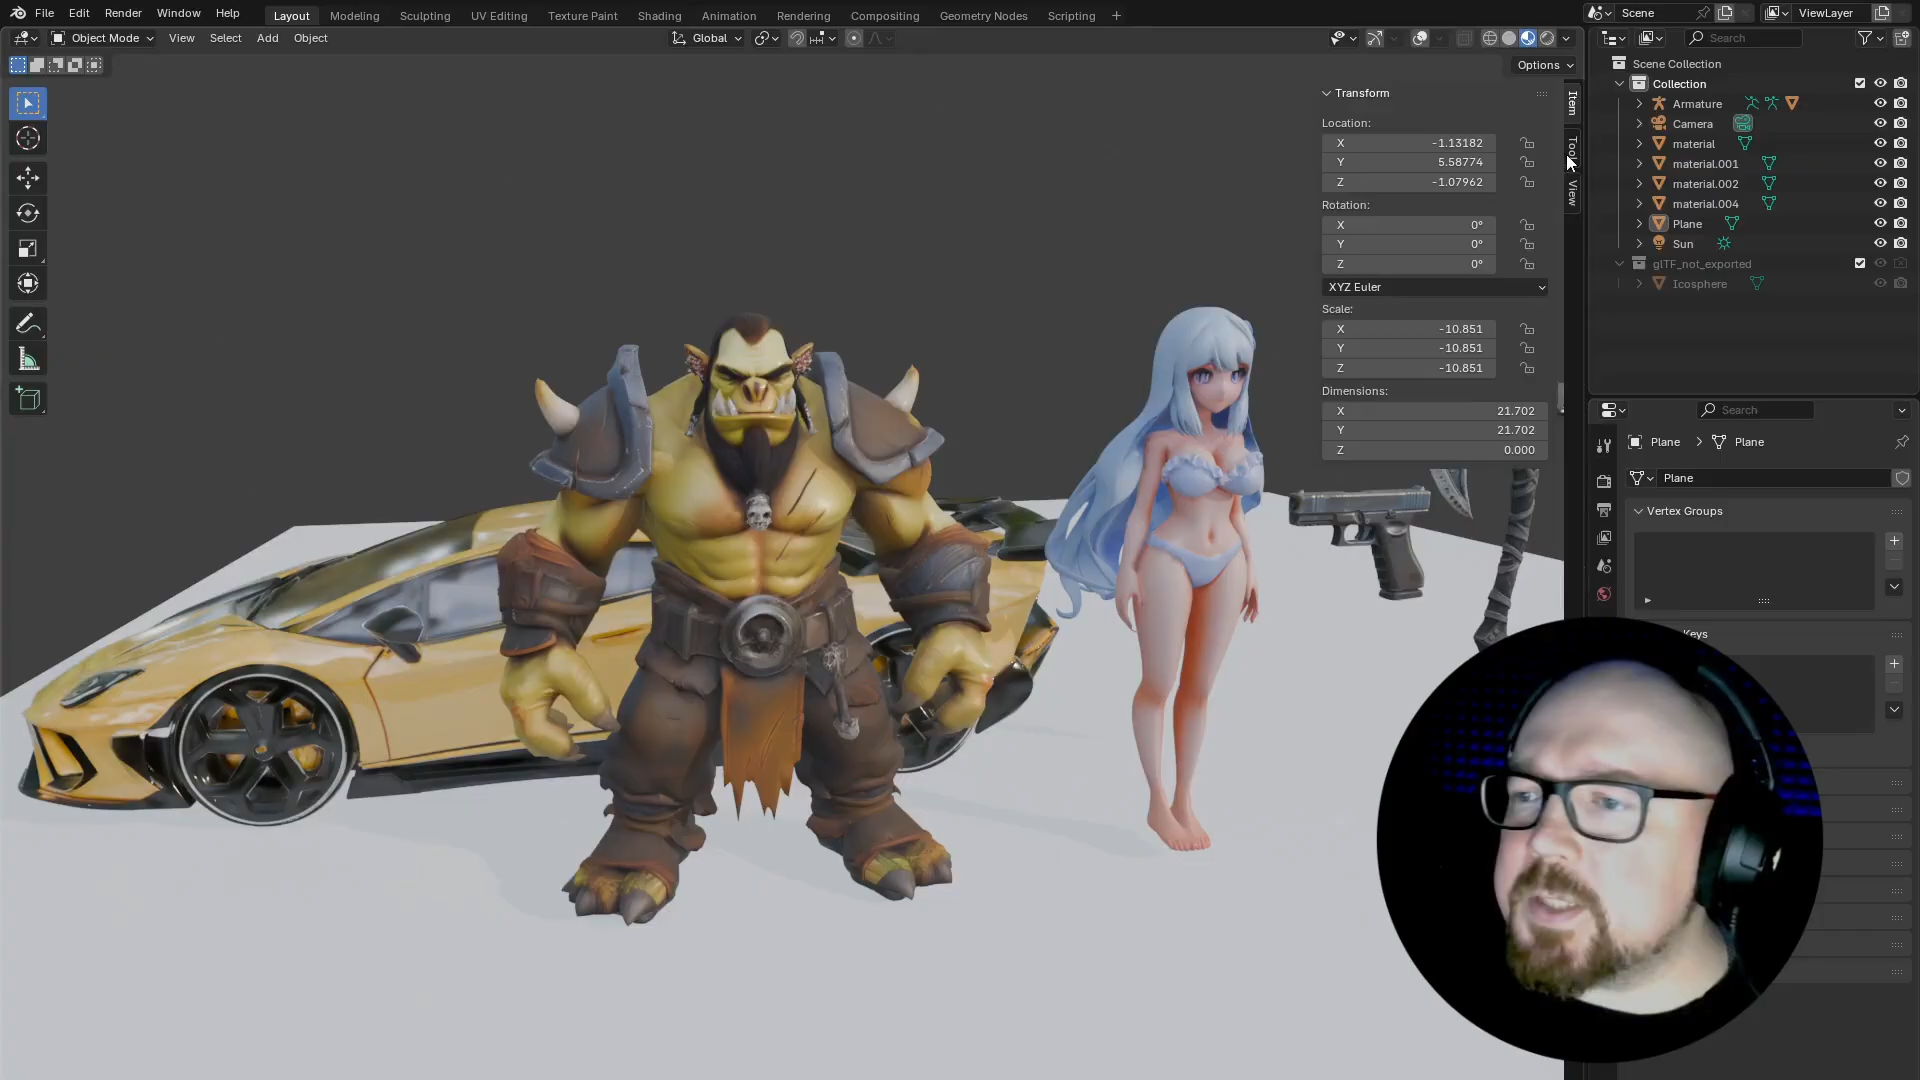 File Edit Render Window Help Layout Modeling Sculpting UV Editing Texture Paint Shading Animation Rendering Compositing Geometry Nodes Scripting + Scene ViewLayer
Object Mode View Select Add Object Global Search
Options
Transform
Location:
X -1.13182
Y 5.58774
Z -1.07962
Rotation:
X 0°
Y 0°
Z 0°
XYZ Euler
Scale:
X -10.851
Y -10.851
Z -10.851
Dimensions:
X 21.702
Y 21.702
Z 0.000
Item
Tool
View
Scene Collection
Collection
Armature
Camera
material
material.001
material.002
material.004
Plane
Sun
glTF_not_exported
Icosphere
Search
Plane > Plane
Plane
Vertex Groups
Keys